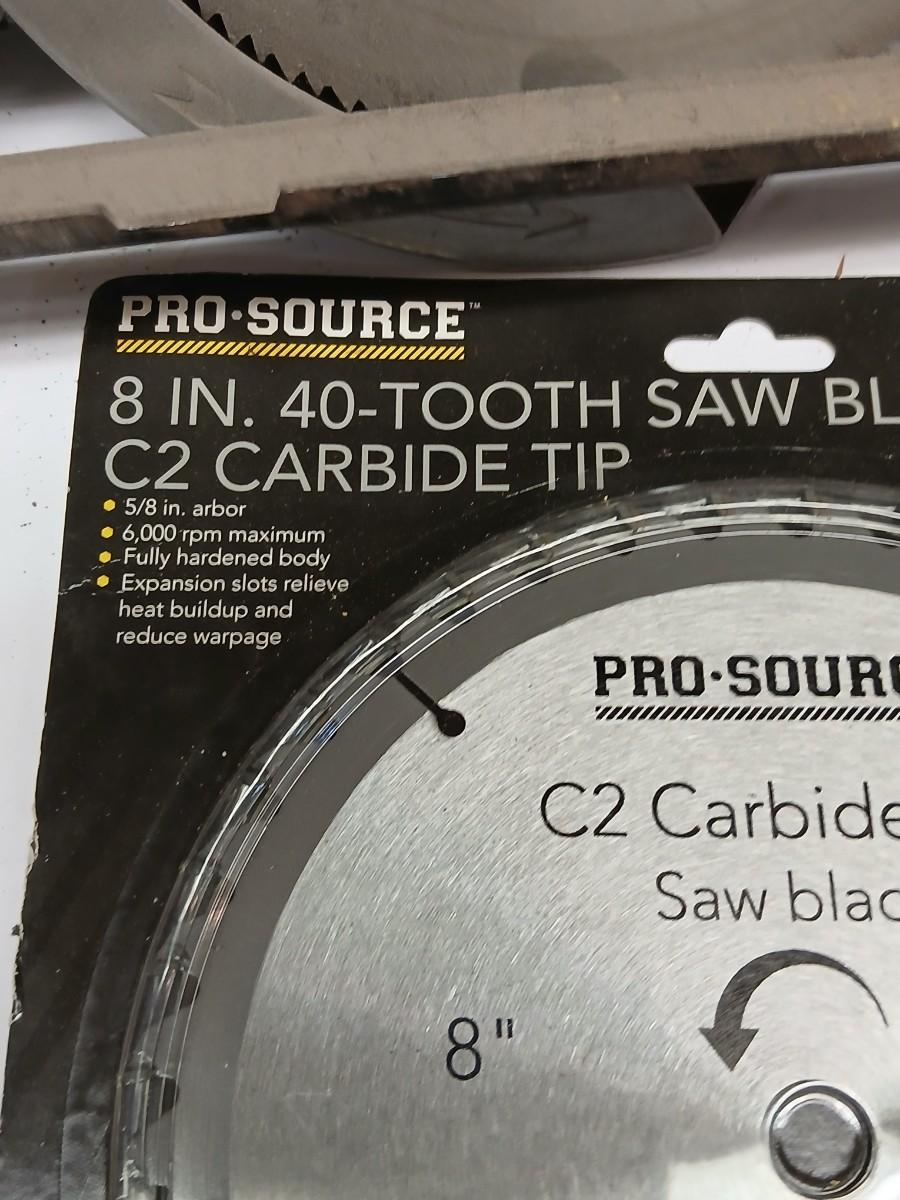 PRO·SOURCE™
8 IN. 40-TOOTH SAW BL
C2 CARBIDE TIP
5/8 in. arbor
6,000 rpm maximum
Fully hardened body
Expansion slots relieve
heat buildup and
reduce warpage
PRO·SOURC
C2 Carbide
Saw blac
8"